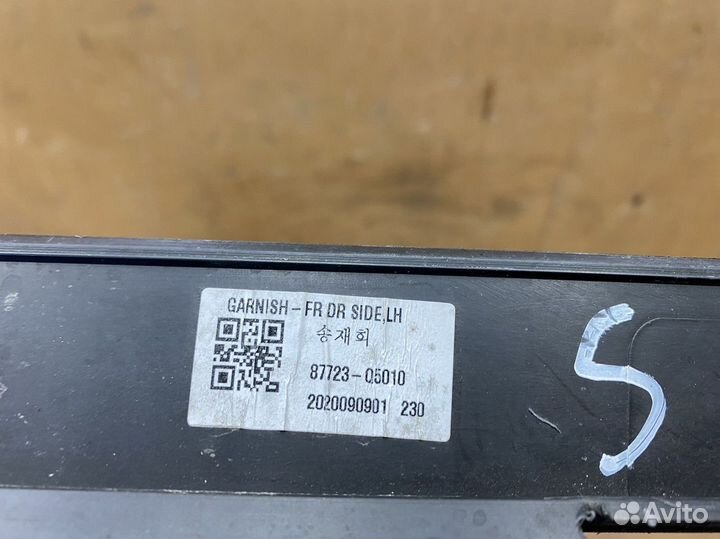 GARNISH-FR DR SIDE,LH
송재희
87723-Q5010
2020090901 230
5
Avito